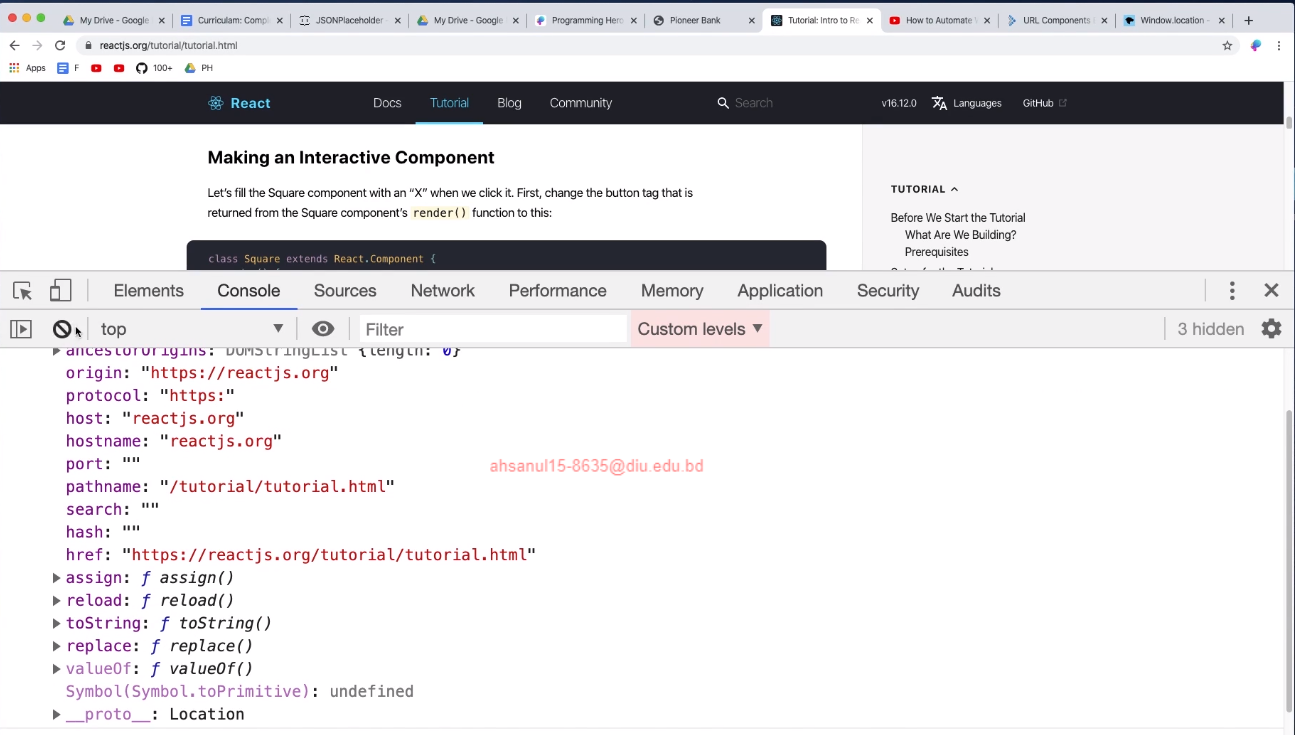 My Drive - Google
Curriculam: Comp
JSONPlaceholder -
My Drive - Google
Programming Hero
Pioneer Bank
Tutorial: Intro to Re
How to Automate
URL Components
Window.location -
reactjs.org/tutorial/tutorial.html
Apps F 100+ PH
React Docs Tutorial Blog Community Search v16.12.0 Languages GitHub
Making an Interactive Component
Let's fill the Square component with an “X” when we click it. First, change the button tag that is
returned from the Square component's render() function to this:
class Square extends React.Component {
TUTORIAL
Before We Start the Tutorial
What Are We Building?
Prerequisites
Elements Console Sources Network Performance Memory Application Security Audits
top Filter Custom levels ▼ 3 hidden
ancestorOrigins: DOMStringList {length: 0}
origin: "https://reactjs.org"
protocol: "https:"
host: "reactjs.org"
hostname: "reactjs.org"
port: ""
ahsanul15-8635@diu.edu.bd
pathname: "/tutorial/tutorial.html"
search: ""
hash: ""
href: "https://reactjs.org/tutorial/tutorial.html"
assign: ƒ assign()
reload: ƒ reload()
toString: ƒ toString()
replace: ƒ replace()
valueOf: ƒ valueOf()
Symbol(Symbol.toPrimitive): undefined
__proto__: Location